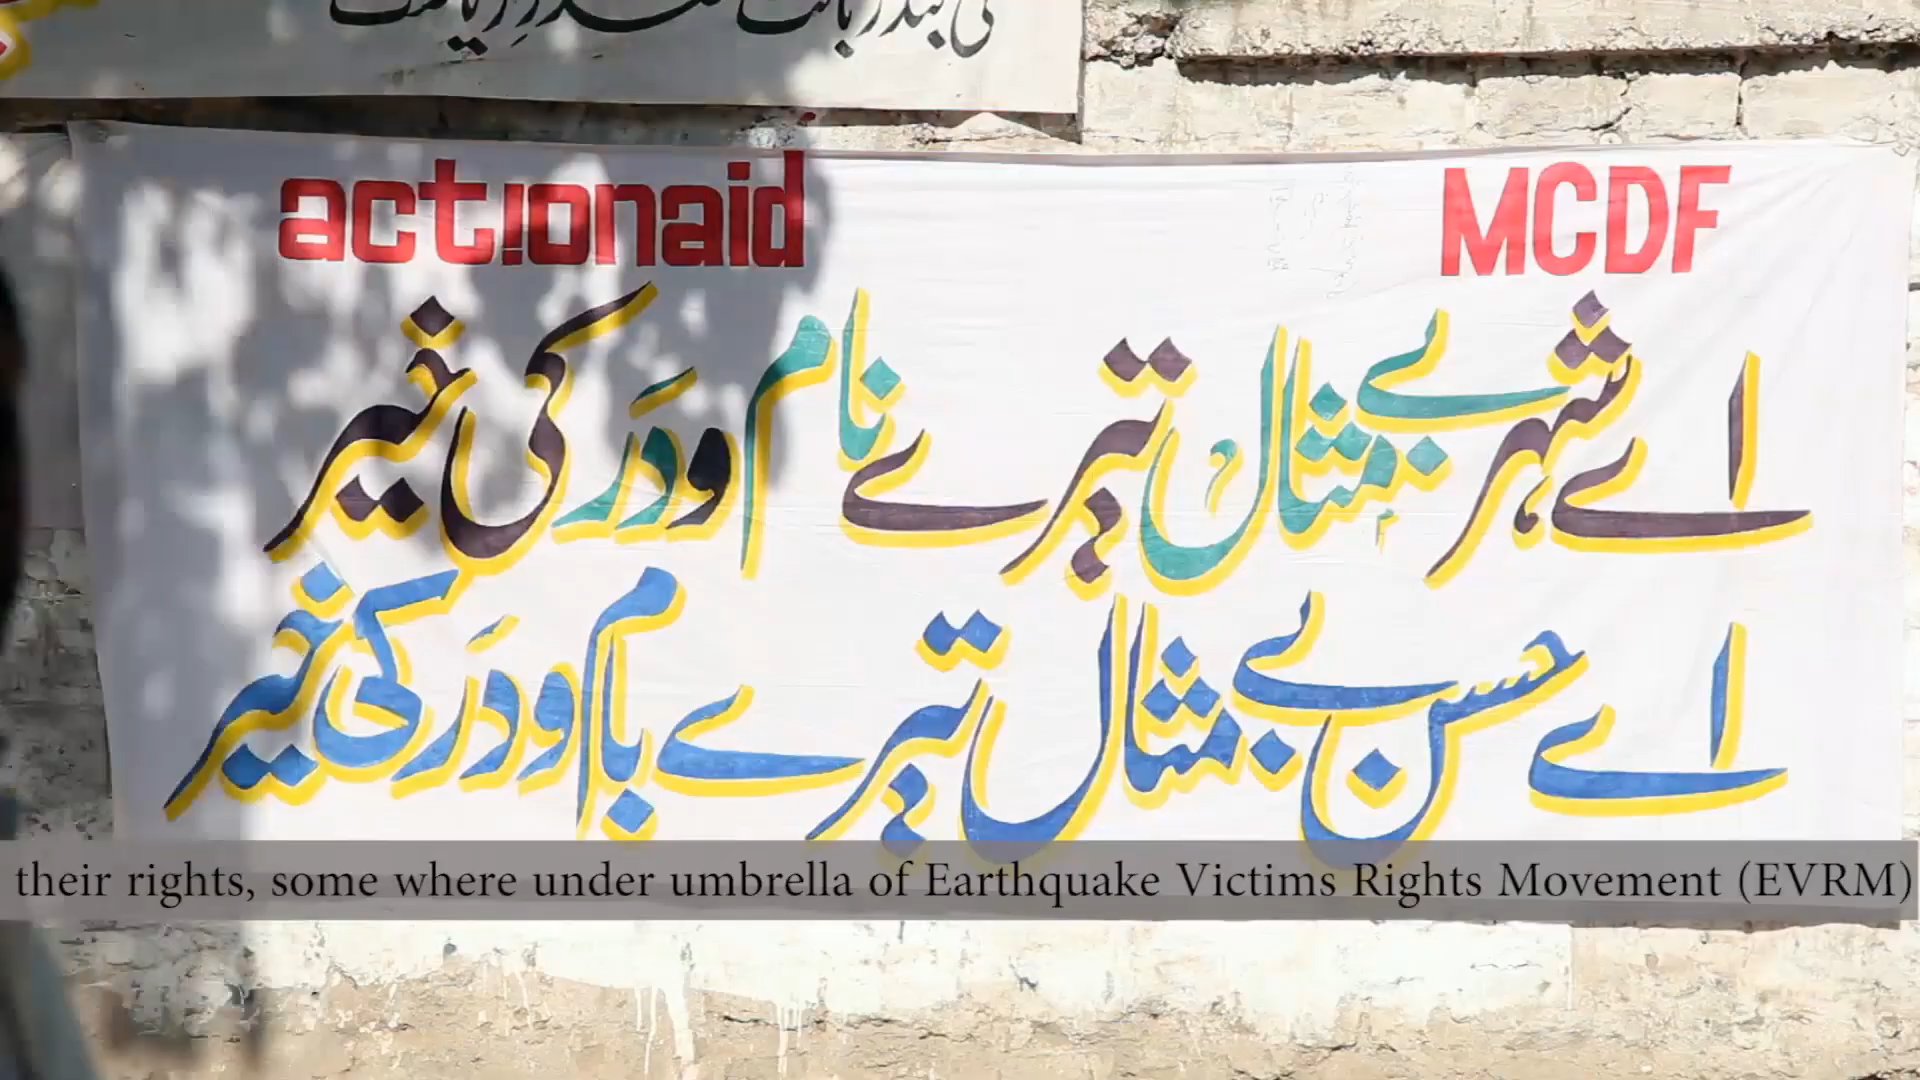 actionaid
MCDF
اے شہر بے مثال تیرے نام و در کی خیر
اے حسن بے مثال تیرے بام و در کی خیر
their rights, some where under umbrella of Earthquake Victims Rights Movement (EVRM)